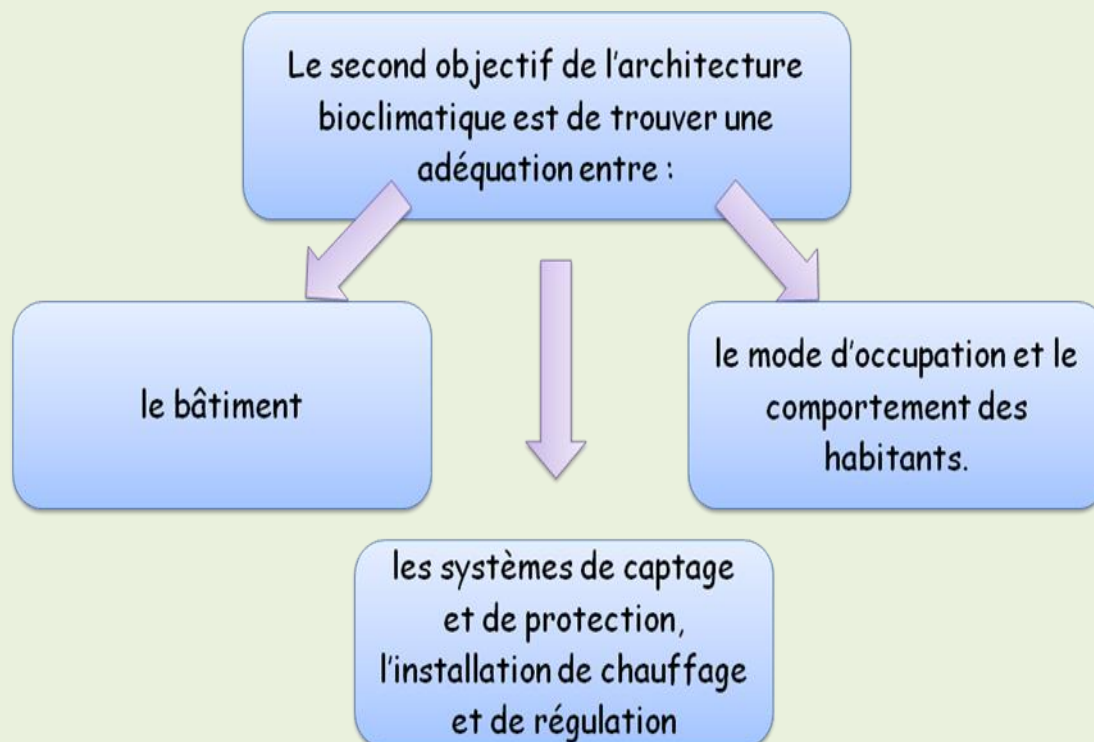 Le second objectif de l'architecture
bioclimatique est de trouver une
adéquation entre :
le bâtiment
le mode d'occupation et le
comportement des
habitants.
les systèmes de captage
et de protection,
l'installation de chauffage
et de régulation